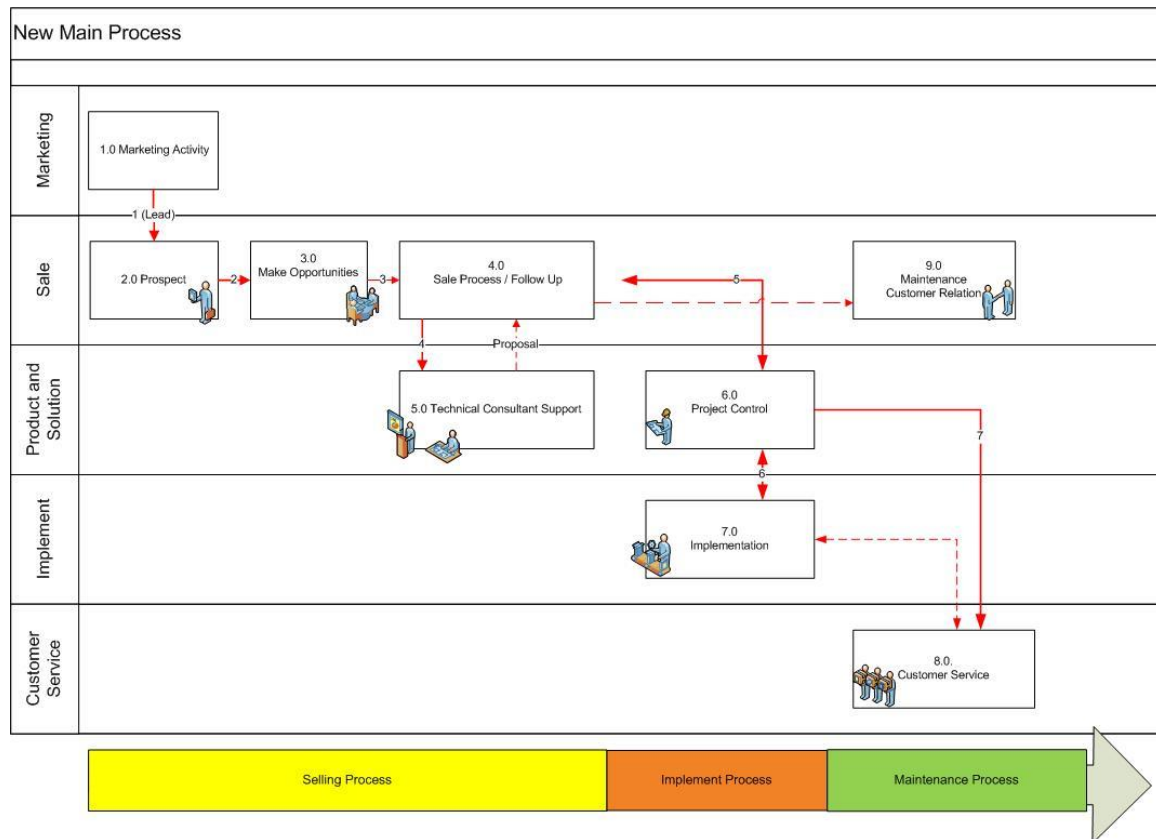 New Main Process
Marketing
1.0 Marketing Activity
1 (Lead)
Sale
2.0 Prospect
2
3.0
Make Opportunities
3
4.0
Sale Process / Follow Up
5
9.0
Maintenance
Customer Relation
4
Proposal
Product and
Solution
5.0 Technical Consultant Support
6.0
Project Control
7
6
Implement
7.0
Implementation
Customer
Service
8.0.
Customer Service
Selling Process
Implement Process
Maintenance Process